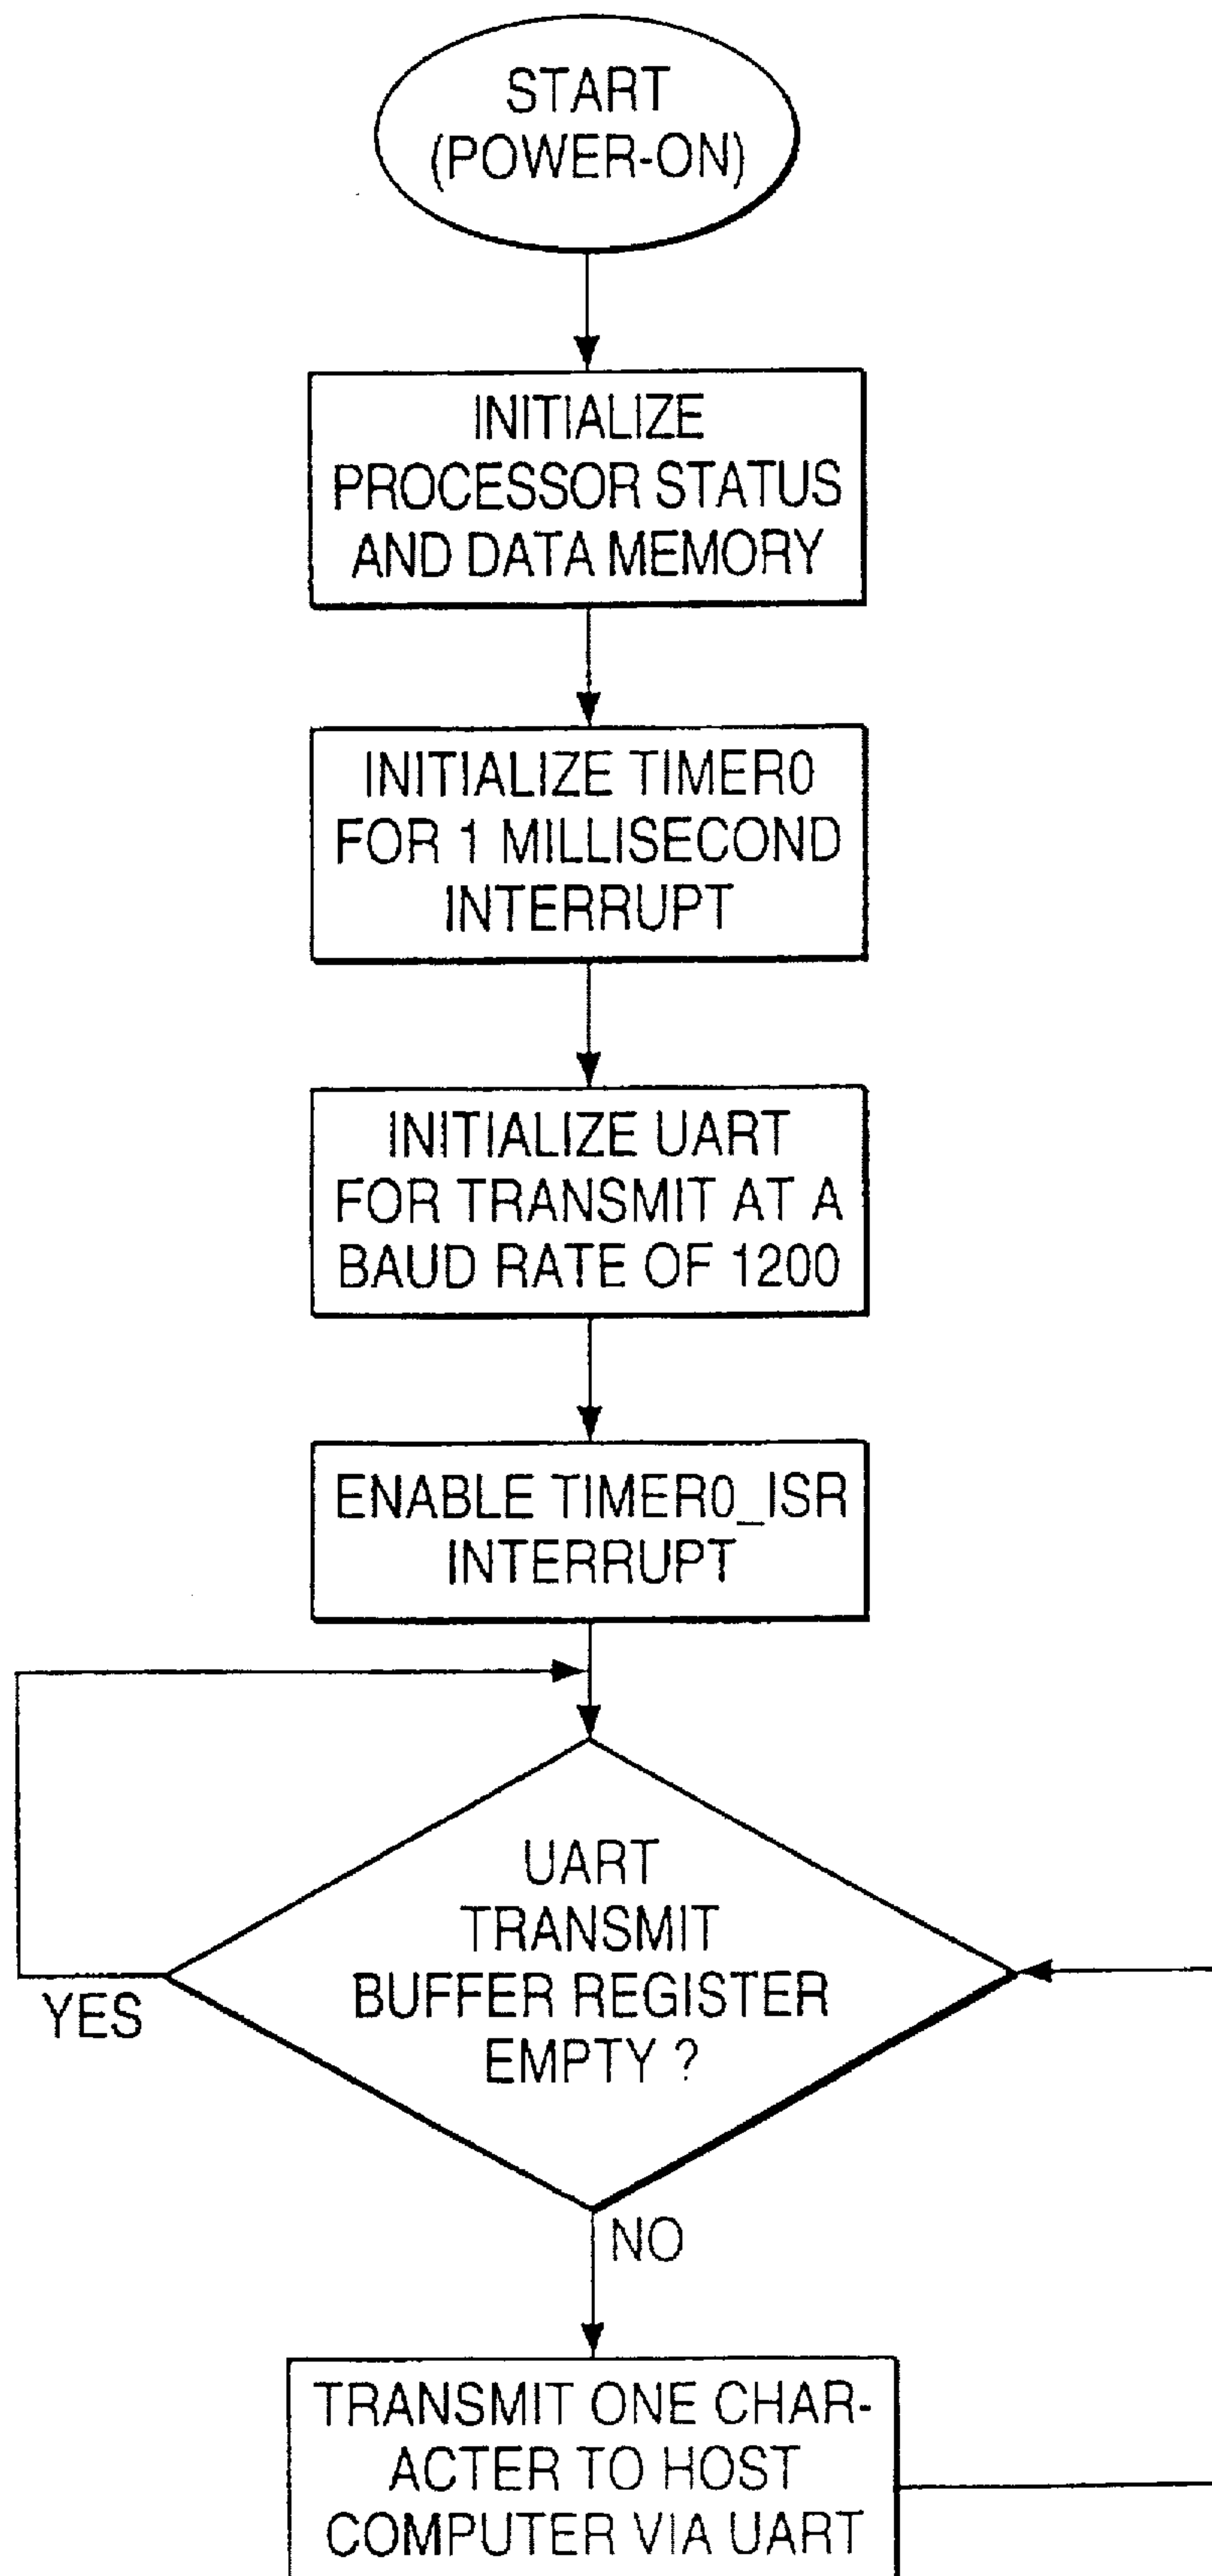 START
(POWER-ON)
INITIALIZE
PROCESSOR STATUS
AND DATA MEMORY
INITIALIZE TIMER0
FOR 1 MILLISECOND
INTERRUPT
INITIALIZE UART
FOR TRANSMIT AT A
BAUD RATE OF 1200
ENABLE TIMER0_ISR
INTERRUPT
UART
TRANSMIT
BUFFER REGISTER
EMPTY ?
YES
NO
TRANSMIT ONE CHAR-
ACTER TO HOST
COMPUTER VIA UART